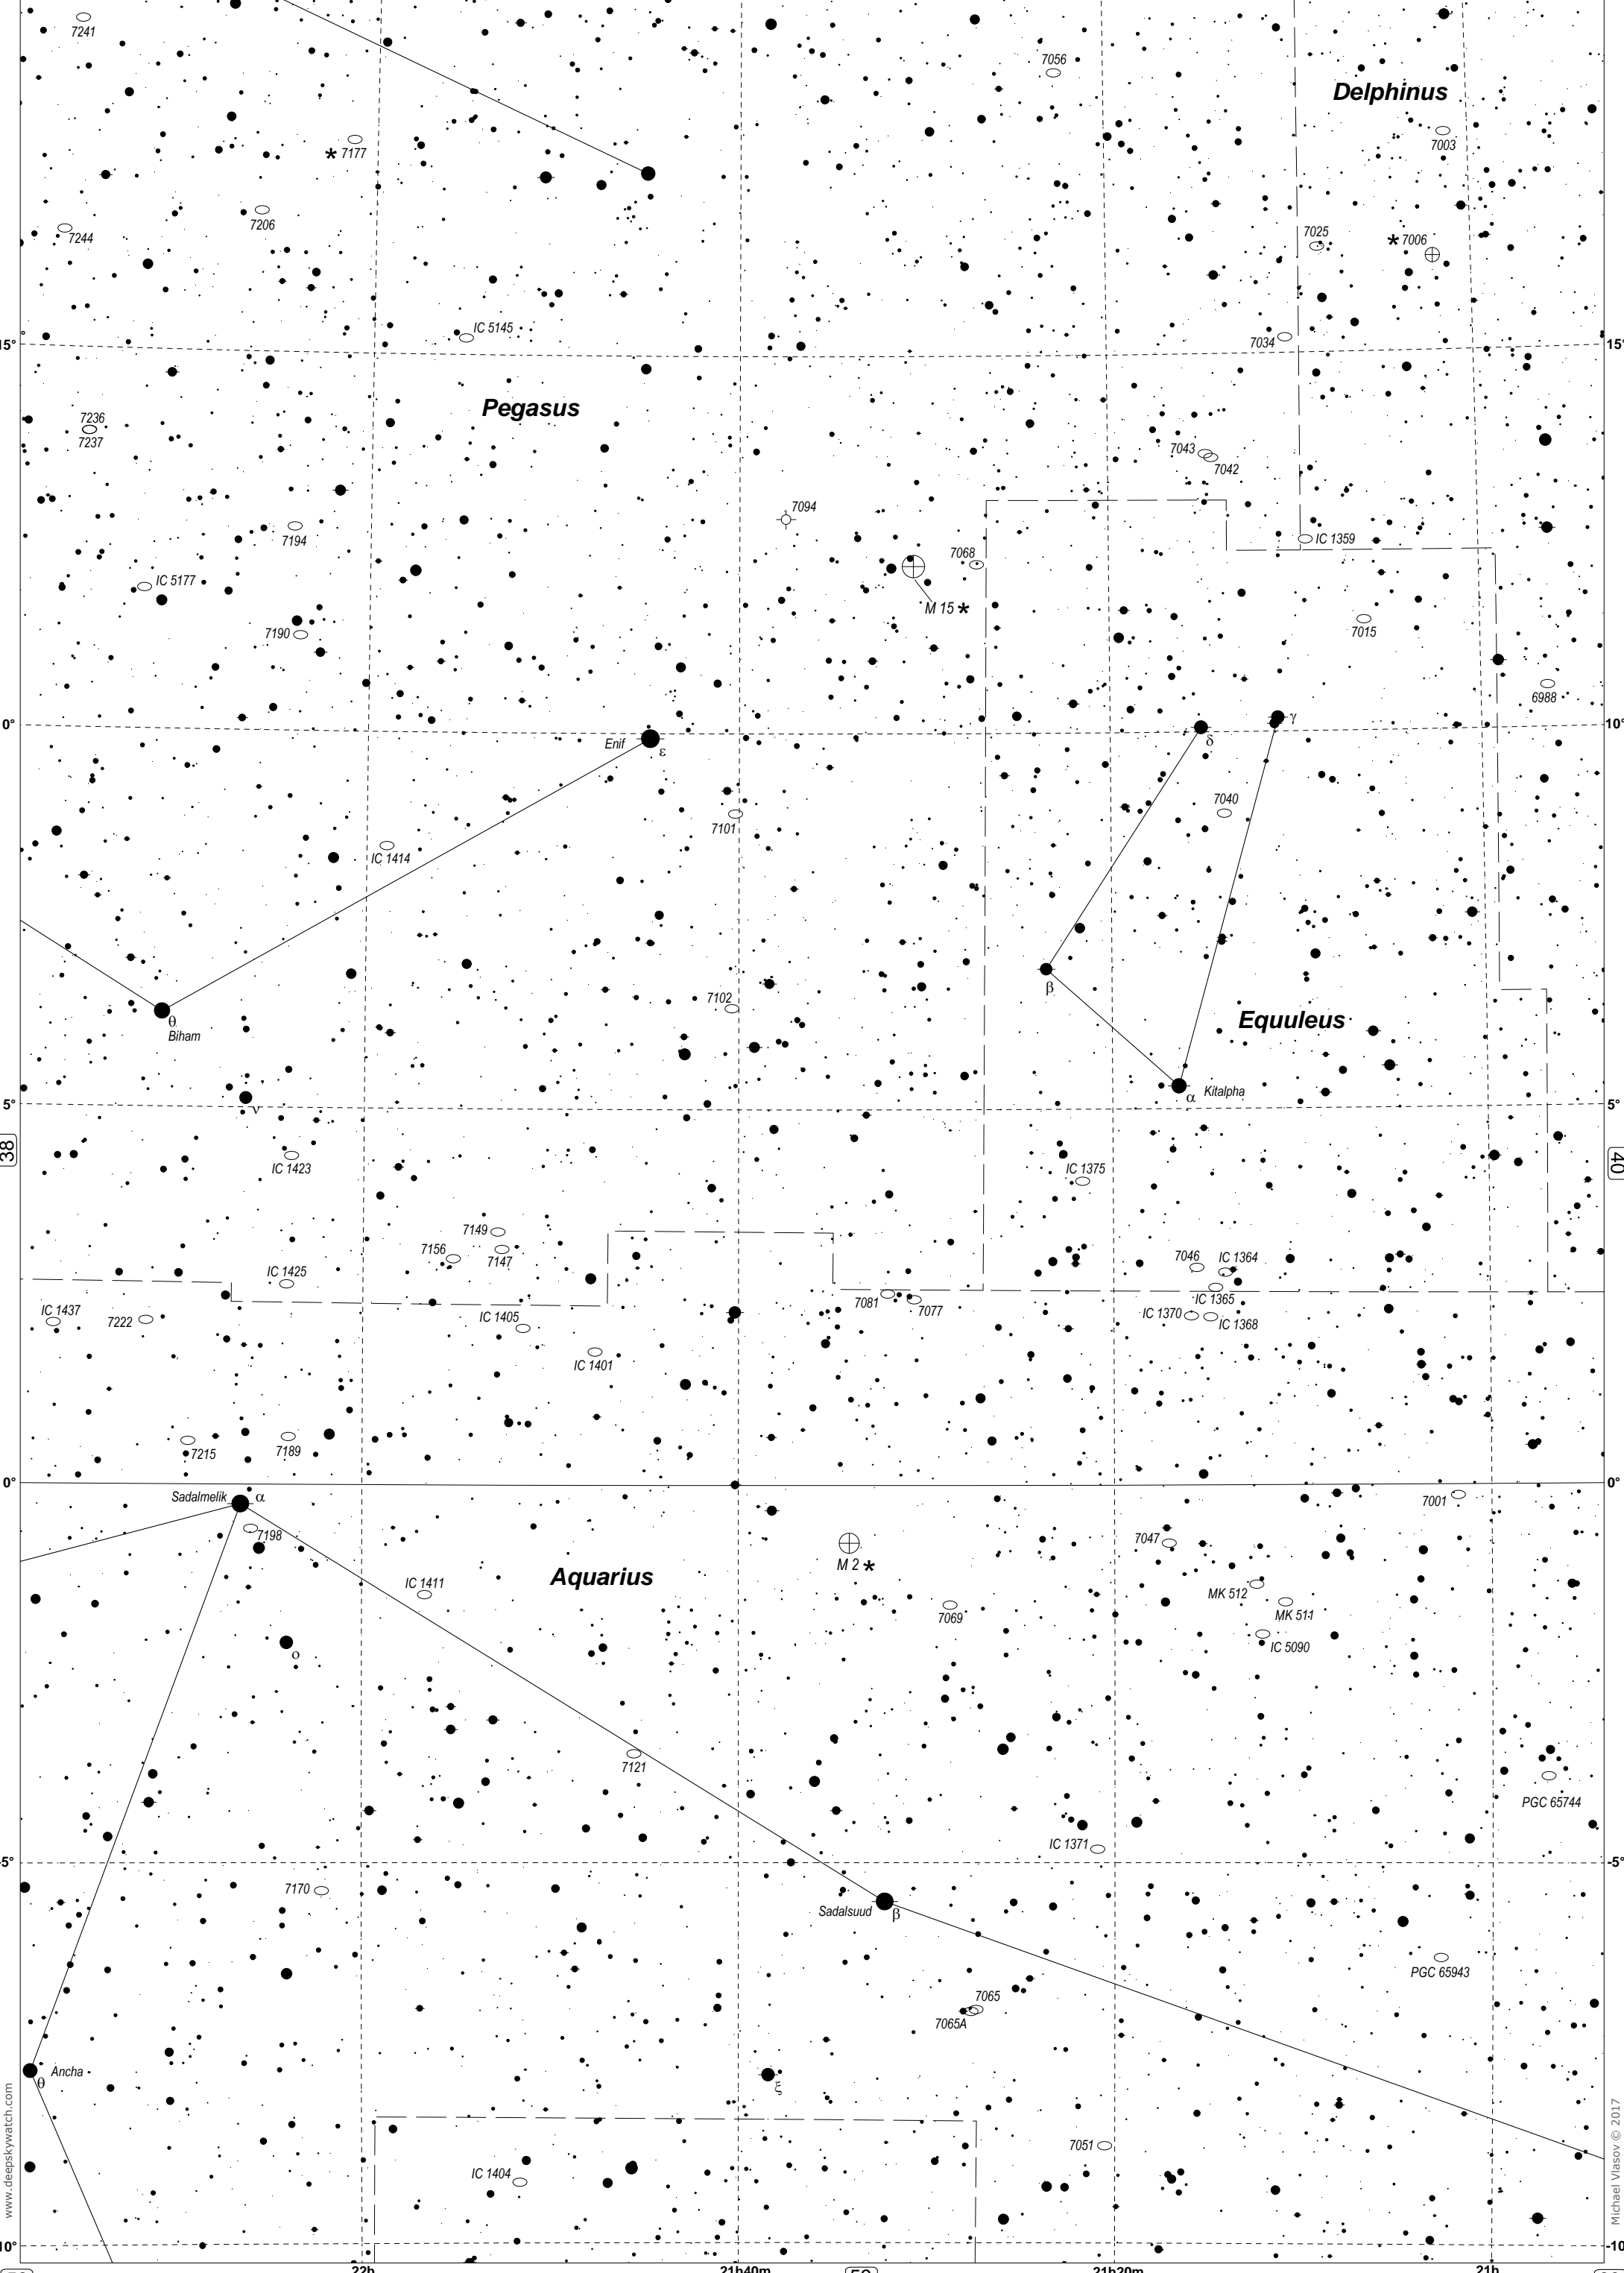 7241
7056
Delphinus
7003
* 7177
7206
7244
7025
* 7006
IC 5145
7034
15°
15°
Pegasus
7236
7237
7043
7042
7094
7194
IC 1359
7068
IC 5177
M 15 *
7190
7015
6988
0°
10°
γ
δ
Enif
ε
7040
7101
IC 1414
7102
β
θ
Biham
Equuleus
ν
α
Kitalpha
5°
5°
38
40
IC 1423
IC 1375
7149
7156
7147
7046
IC 1364
IC 1425
IC 1365
IC 1437
7222
IC 1405
7081
7077
IC 1370
IC 1368
IC 1401
7215
7189
0°
0°
Sadalmelik
α
7001
7198
7047
M 2 *
Aquarius
IC 1411
MK 512
MK 511
7069
IC 5090
ο
7121
PGC 65744
IC 1371
-5°
-5°
7170
Sadalsuud
β
PGC 65943
7065
7065A
Ancha
θ
ξ
7051
IC 1404
www.deepskywatch.com
Michael Vlasov © 2017
10°
-10
22h
21h40m
21h20m
21h